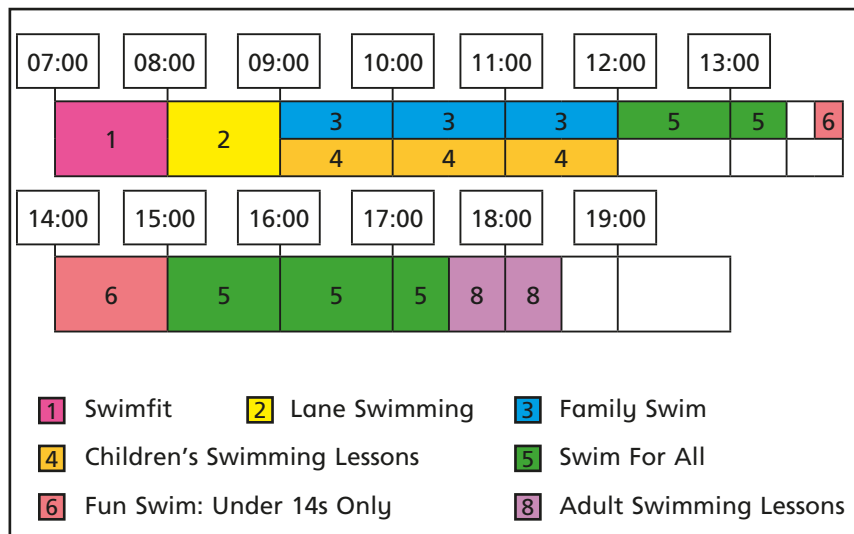 07:00 08:00 09:00 10:00 11:00 12:00 13:00
3 3 3 5 5 6
1 2
4 4 4
14:00 15:00 16:00 17:00 18:00 19:00
6 5 5 5 8 8
1 Swimfit 2 Lane Swimming 3 Family Swim
4 Children's Swimming Lessons 5 Swim For All
6 Fun Swim: Under 14s Only 8 Adult Swimming Lessons